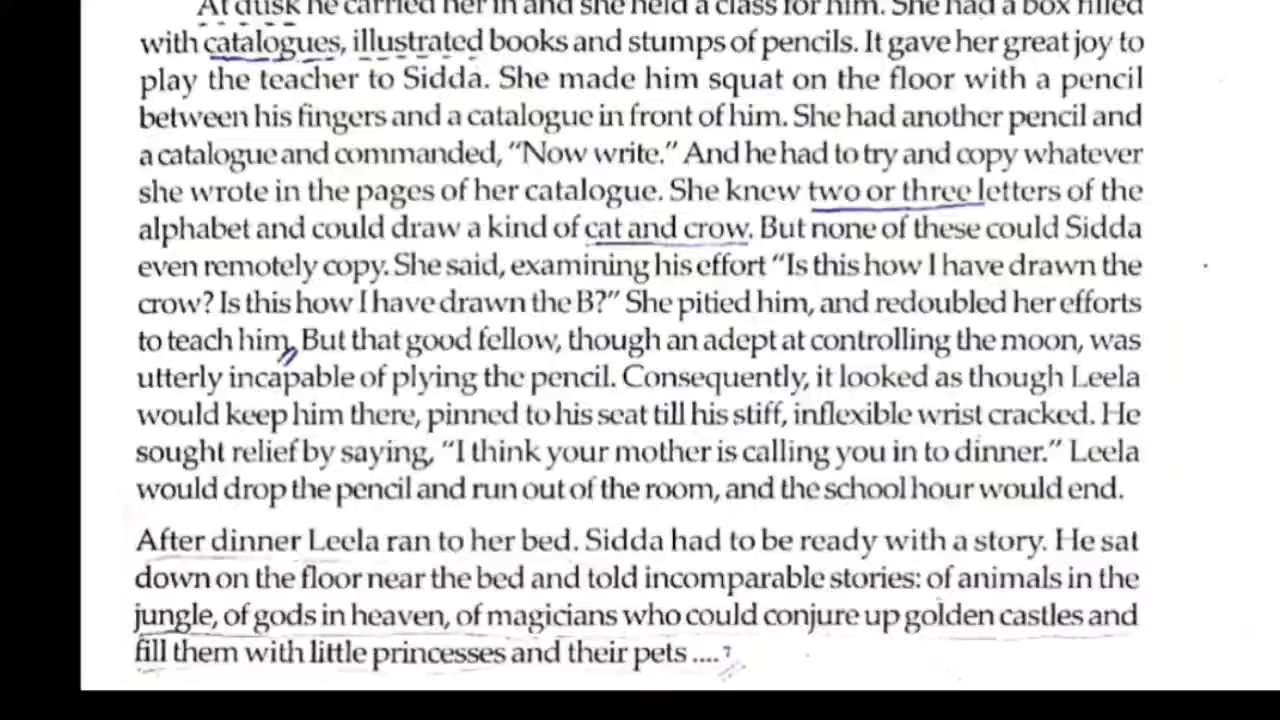 At dusk he carried her in and she held a class for him. She had a box filled
with catalogues, illustrated books and stumps of pencils. It gave her great joy to
play the teacher to Sidda. She made him squat on the floor with a pencil
between his fingers and a catalogue in front of him. She had another pencil and
a catalogue and commanded, “Now write.” And he had to try and copy whatever
she wrote in the pages of her catalogue. She knew two or three letters of the
alphabet and could draw a kind of cat and crow. But none of these could Sidda
even remotely copy. She said, examining his effort “Is this how I have drawn the
crow? Is this how I have drawn the B?” She pitied him, and redoubled her efforts
to teach him. But that good fellow, though an adept at controlling the moon, was
utterly incapable of plying the pencil. Consequently, it looked as though Leela
would keep him there, pinned to his seat till his stiff, inflexible wrist cracked. He
sought relief by saying, “I think your mother is calling you in to dinner.” Leela
would drop the pencil and run out of the room, and the school hour would end.
After dinner Leela ran to her bed. Sidda had to be ready with a story. He sat
down on the floor near the bed and told incomparable stories: of animals in the
jungle, of gods in heaven, of magicians who could conjure up golden castles and
fill them with little princesses and their pets ....